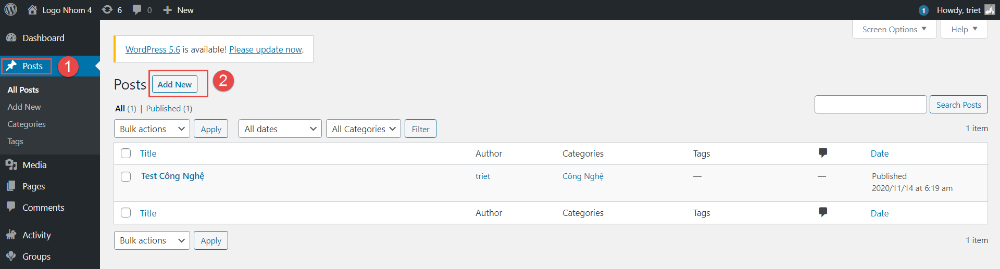 Logo Nhom 4 6 0 New 1 Howdy, triet
Screen Options Help
Dashboard
WordPress 5.6 is available! Please update now.
Posts 1
Posts Add New 2
All Posts
Add New
Categories
Tags
Media
Pages
Comments
Activity
Groups
All (1) | Published (1)
Search Posts
Bulk actions Apply All dates All Categories Filter 1 item
Title Author Categories Tags Date
Test Công Nghệ triet Công Nghệ — — Published
2020/11/14 at 6:19 am
Title Author Categories Tags Date
Bulk actions Apply 1 item